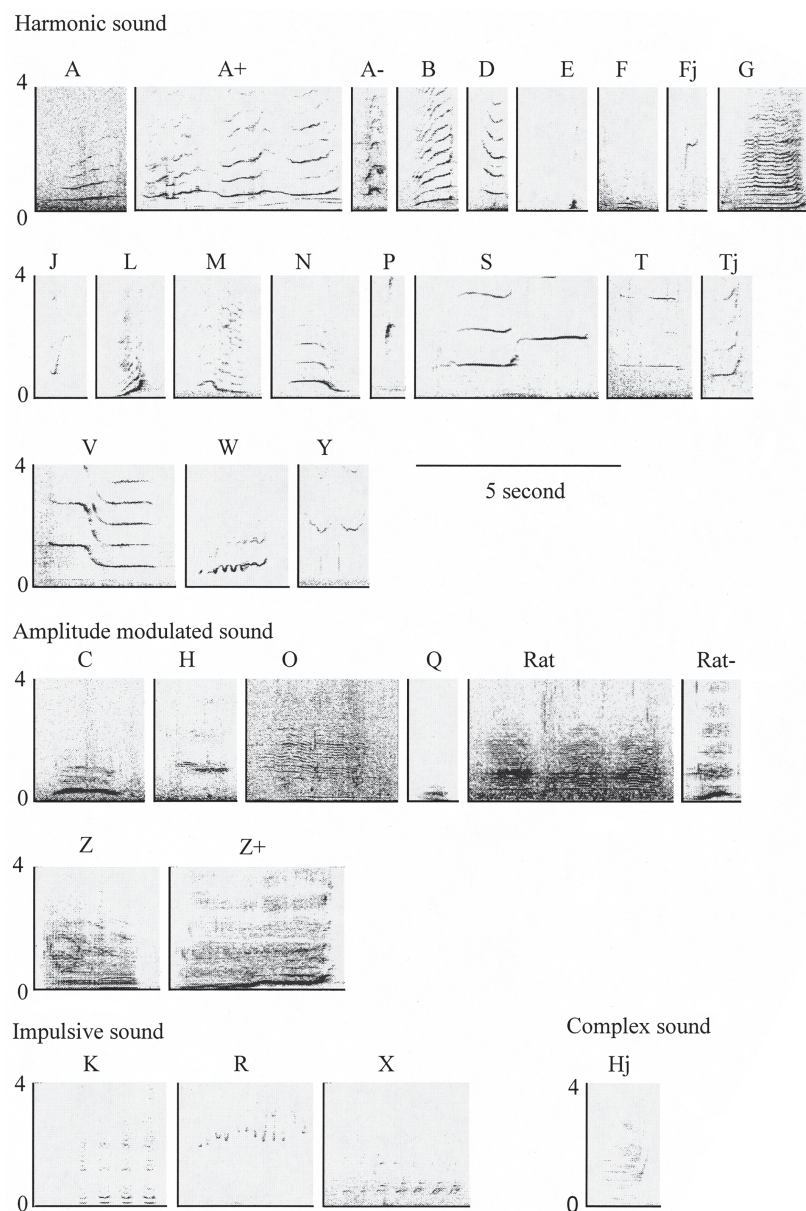 Harmonic sound
A A+ A- B D E F Fj G
4
0
J L M N P S T Tj
4
0
V W Y
4
0
5 second
Amplitude modulated sound
C H O Q Rat Rat-
4
0
Z Z+
4
0
Impulsive sound Complex sound
K R X Hj
4 4
0 0